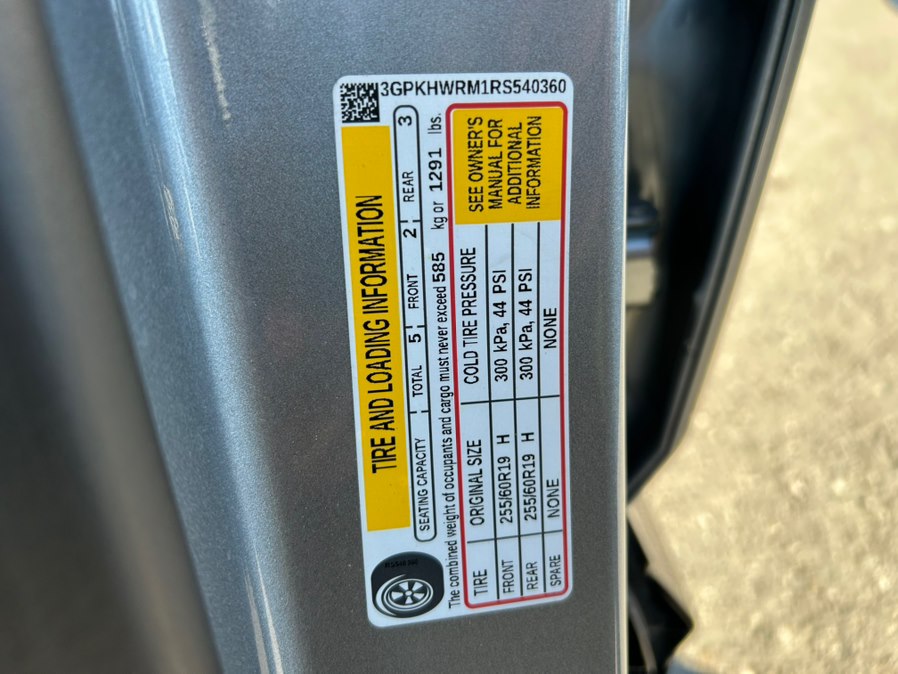 3GPKHWRM1RS540360
TIRE AND LOADING INFORMATION
SEATING CAPACITY TOTAL 5 FRONT 2 REAR 3
The combined weight of occupants and cargo must never exceed 585 kg or 1291 lbs.
TIRE ORIGINAL SIZE COLD TIRE PRESSURE
FRONT 255/60R19 H 300 kPa, 44 PSI
REAR 255/60R19 H 300 kPa, 44 PSI
SPARE NONE NONE
SEE OWNER'S
MANUAL FOR
ADDITIONAL
INFORMATION
RS540360